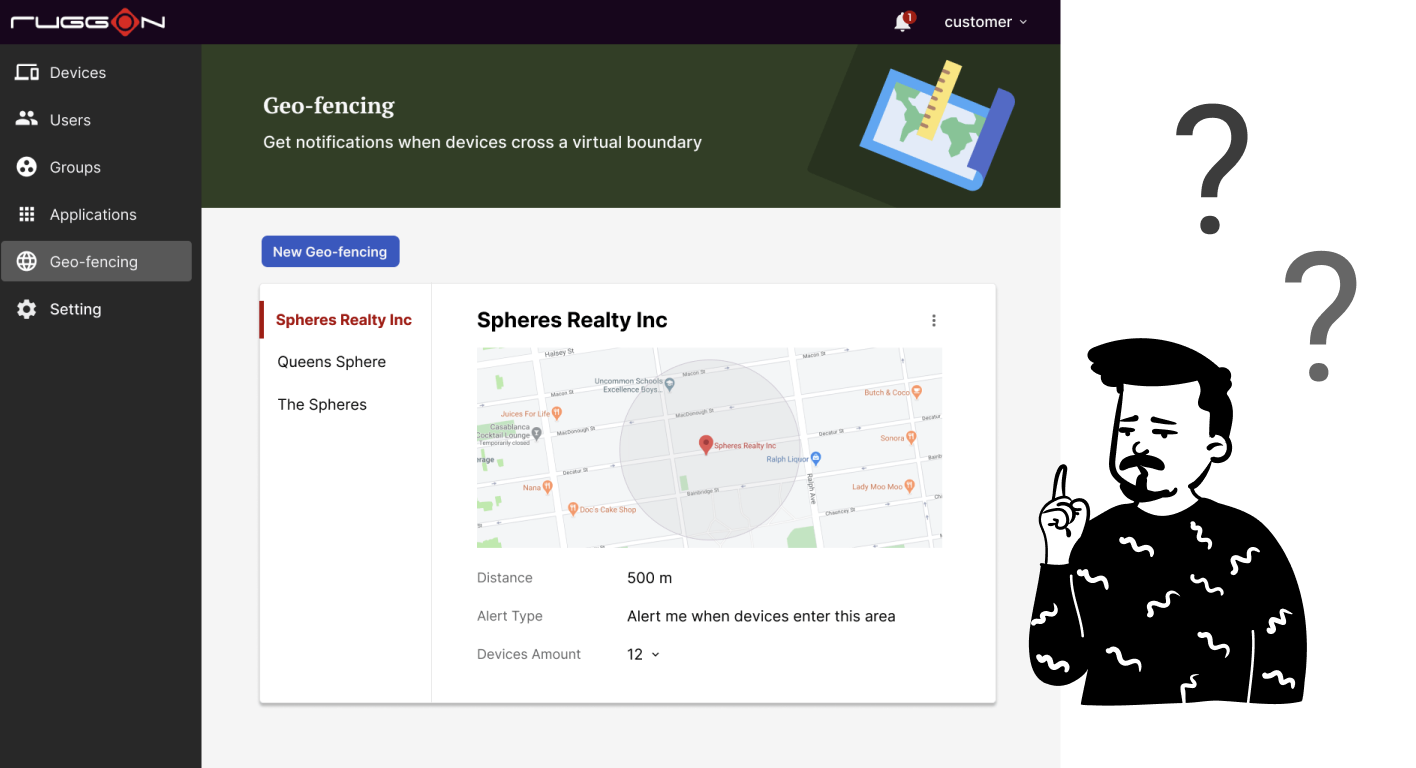 RUGGON
1
customer
Devices
Users
Groups
Applications
Geo-fencing
Setting
Geo-fencing
Get notifications when devices cross a virtual boundary
New Geo-fencing
Spheres Realty Inc
Queens Sphere
The Spheres
Spheres Realty Inc
Halsey St
Macon St
Macon St
Uncommon Schools
Excellence Boys...
Macon St
Macon St
Butch & Coco
Juices For Life
MacDonough St
Casablanca
Cocktail Lounge
Temporarily closed
MacDonough St
Decatur St
Decatur
Sonora
Spheres Realty Inc
erage
Ralph Liquor
Decatur St
Bainb
Nana
Bainbridge St
Ralph Ave
Lady Moo Moo
Doc's Cake Shop
Chauncey St
Distance
500 m
Alert Type
Alert me when devices enter this area
Devices Amount
12
?
?